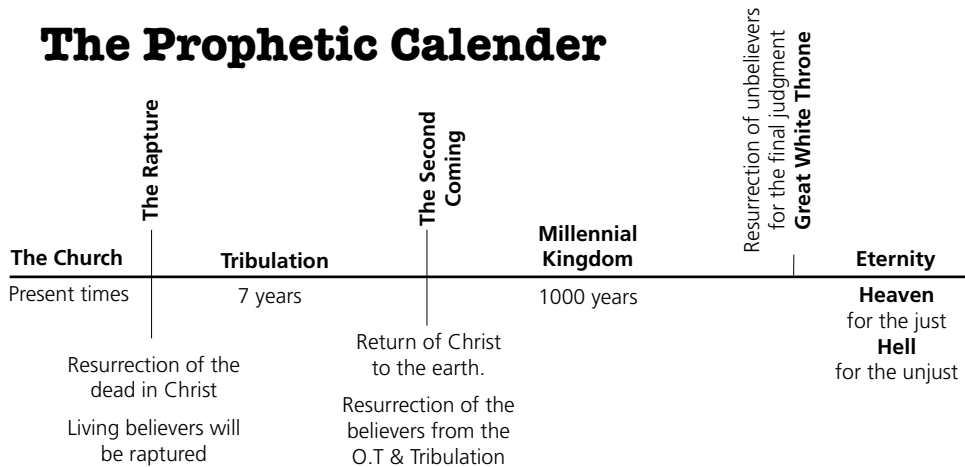 The Prophetic Calender
The Rapture
The Second
Coming
Resurrection of unbelievers
for the final judgment
Great White Throne
The Church
Tribulation
Millennial
Kingdom
Eternity
Present times
7 years
1000 years
Heaven
for the just
Hell
for the unjust
Resurrection of the
dead in Christ
Living believers will
be raptured
Return of Christ
to the earth.
Resurrection of the
believers from the
O.T & Tribulation